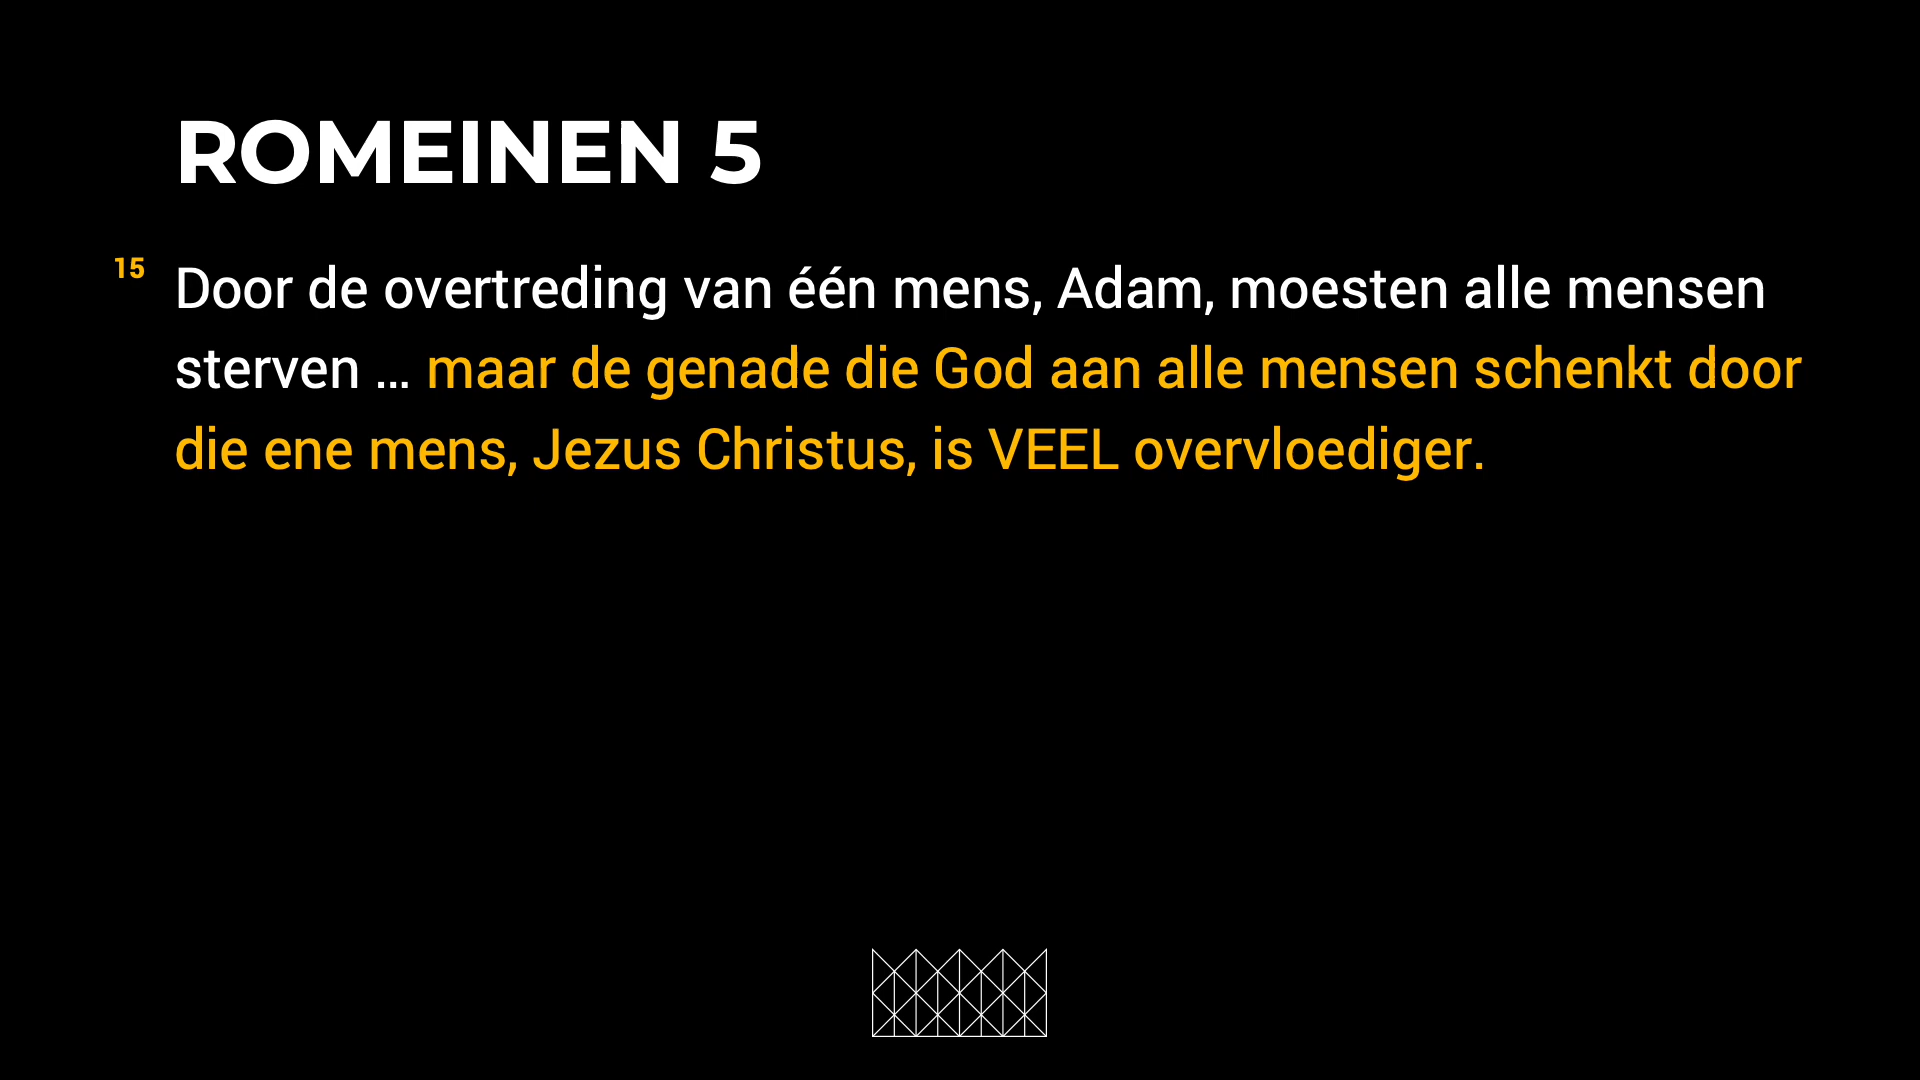 ROMEINEN 5
15 Door de overtreding van één mens, Adam, moesten alle mensen
sterven … maar de genade die God aan alle mensen schenkt door
die ene mens, Jezus Christus, is VEEL overvloediger.